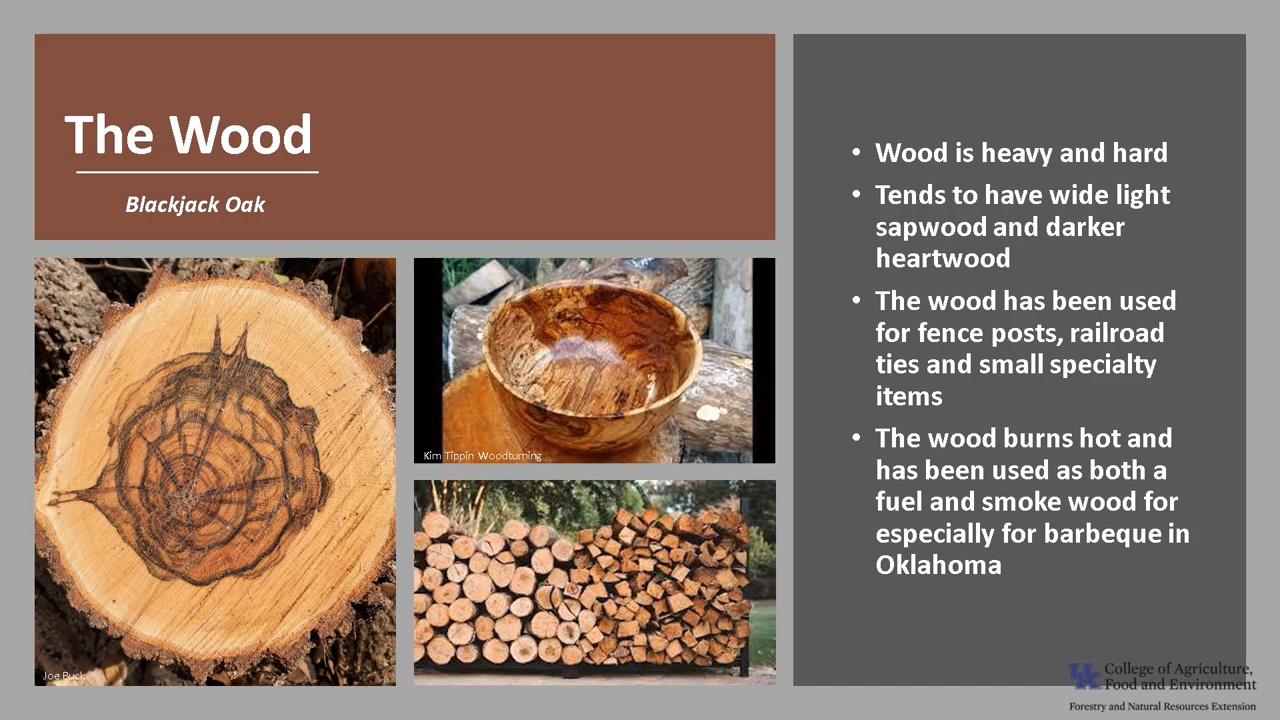 The Wood
Blackjack Oak
• Wood is heavy and hard
• Tends to have wide light
sapwood and darker
heartwood
• The wood has been used
for fence posts, railroad
ties and small specialty
items
• The wood burns hot and
has been used as both a
fuel and smoke wood for
especially for barbeque in
Oklahoma
Kim Tippin Woodturning
Joe Buck
UK College of Agriculture,
Food and Environment
Forestry and Natural Resources Extension